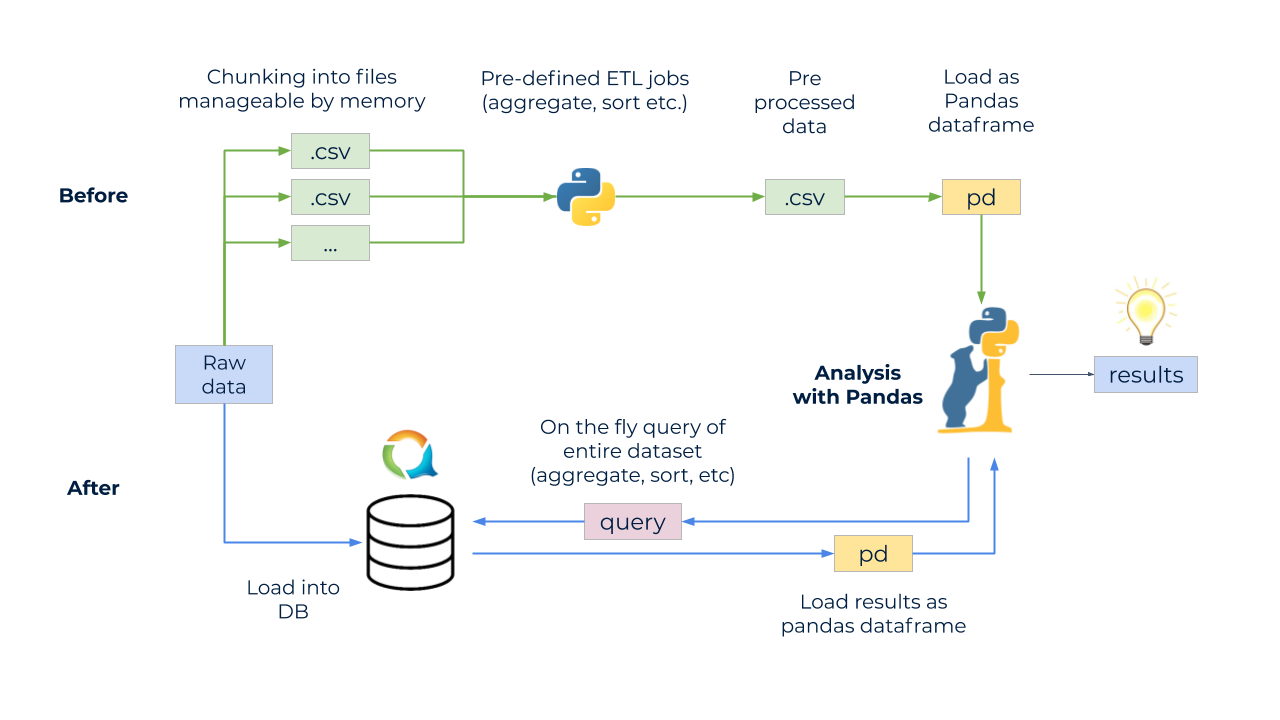 Chunking into files
manageable by memory
Pre-defined ETL jobs
(aggregate, sort etc.)
Pre
processed
data
Load as
Pandas
dataframe
.csv
Before
.csv
.csv
pd
...
Raw
data
Analysis
with Pandas
results
On the fly query of
entire dataset
(aggregate, sort, etc)
After
query
pd
Load into
DB
Load results as
pandas dataframe